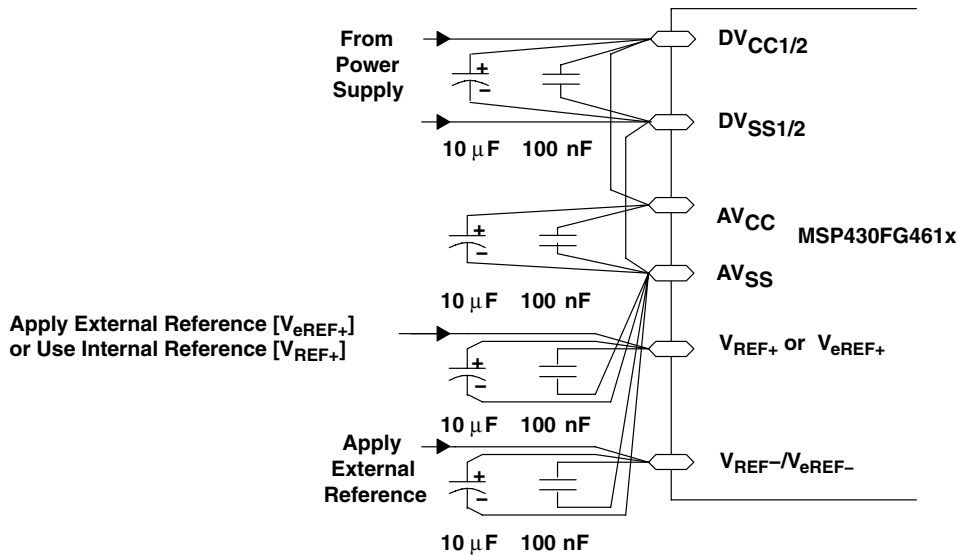 From
Power
Supply
DVCC1/2
+
−
DVSS1/2
10 μF 100 nF
AVCC
MSP430FG461x
+
−
AVSS
10 μF 100 nF
Apply External Reference [VeREF+]
or Use Internal Reference [VREF+]
VREF+ or VeREF+
+
−
10 μF 100 nF
Apply
External
Reference
VREF−/VeREF−
+
−
10 μF 100 nF